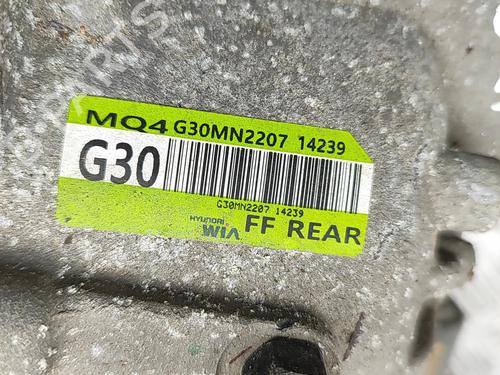 MQ4 G30MN2207 14239
G30
G30MN2207 14239
HYUNDAI
WIA FF REAR